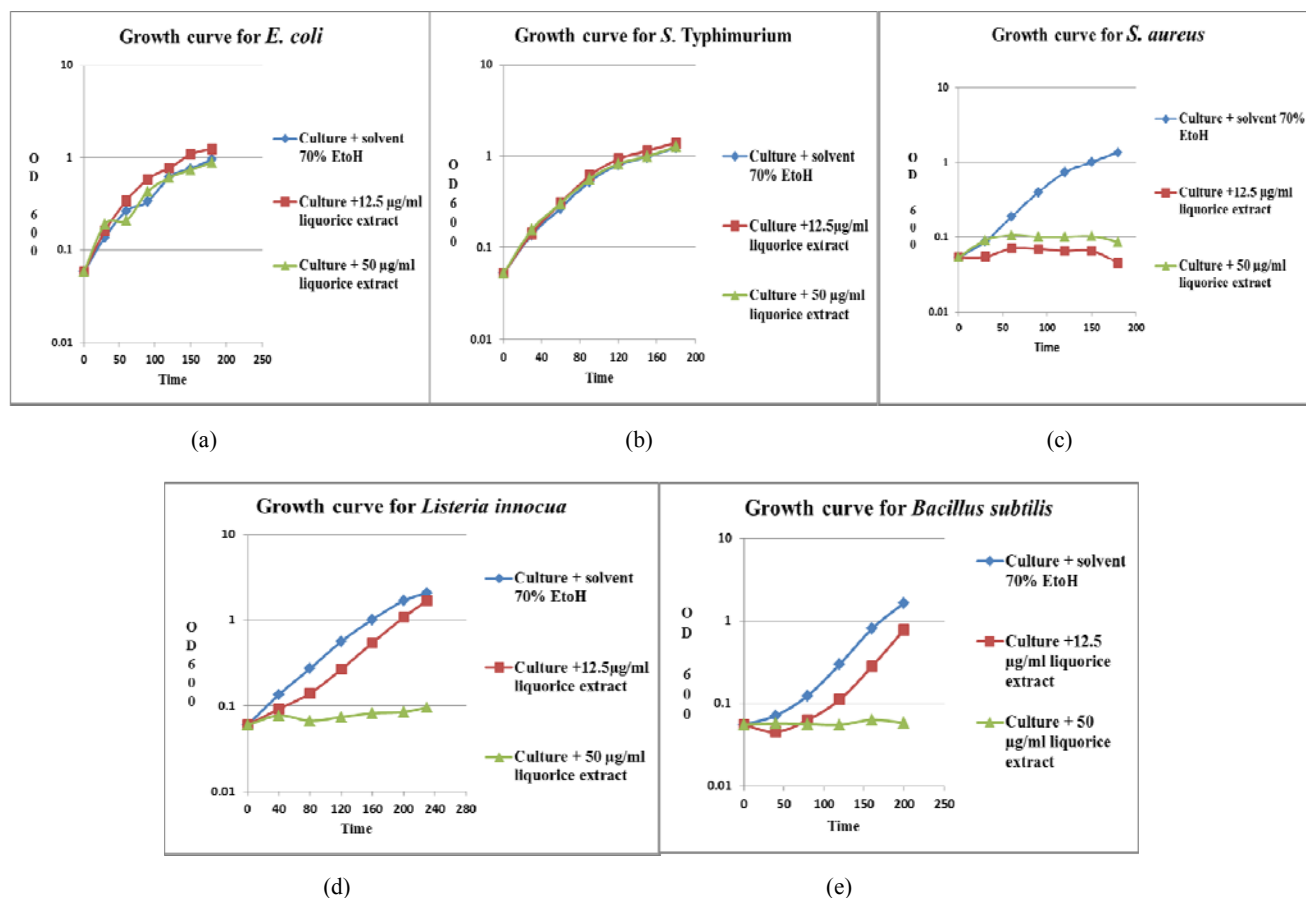 Growth curve for E. coli
10
1
0.1
0.01
O
D
6
0
0
0 50 100 150 200 250
Time
Culture + solvent
70% EtoH
Culture +12.5 µg/ml
liquorice extract
Culture + 50 µg/ml
liquorice extract
(a)
Growth curve for S. Typhimurium
10
1
0.1
0.01
O
D
6
0
0
0 40 80 120 160 200
Time
Culture + solvent
70% EtoH
Culture +12.5µg/ml
liquorice extract
Culture + 50 µg/ml
liquorice extract
(b)
Growth curve for S. aureus
10
1
0.1
0.01
O
D
6
0
0
0 50 100 150 200
Time
Culture + solvent 70%
EtoH
Culture +12.5 µg/ml
liquorice extract
Culture + 50 µg/ml
liquorice extract
(c)
Growth curve for Listeria innocua
10
1
0.1
0.01
O
D
6
0
0
0 40 80 120 160 200 240 280
Time
Culture + solvent
70% EtoH
Culture +12.5µg/ml
liquorice extract
Culture + 50 µg/ml
liquorice extract
(d)
Growth curve for Bacillus subtilis
10
1
0.1
0.01
O
D
6
0
0
0 50 100 150 200 250
Time
Culture + solvent
70% EtoH
Culture +12.5
µg/ml liquorice
extract
Culture + 50
µg/ml liquorice
extract
(e)